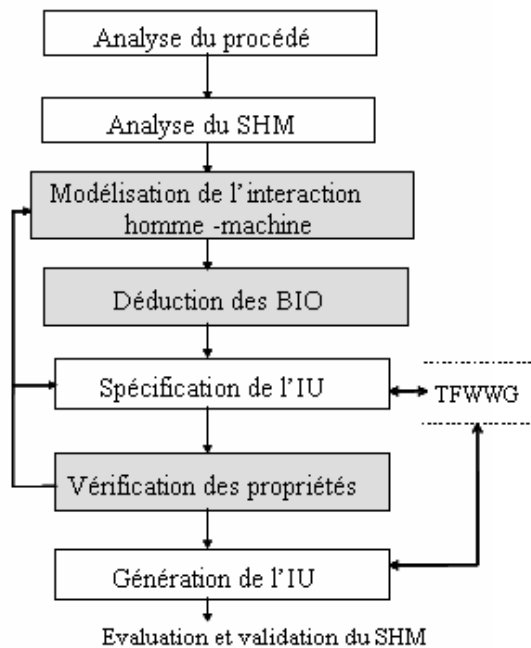 Analyse du procédé
Analyse du SHM
Modélisation de l'interaction
homme -machine
Déduction des BIO
Spécification de l'IU
TFWWG
Vérification des propriétés
Génération de l'IU
Evaluation et validation du SHM